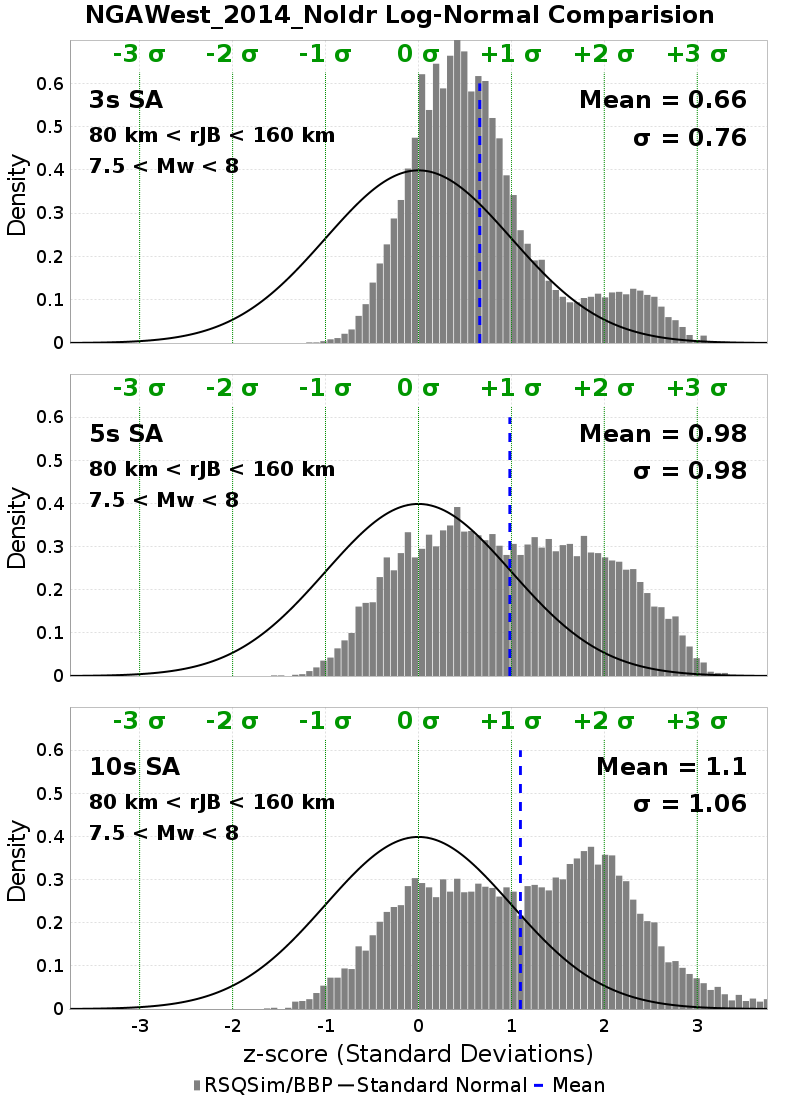 NGAWest_2014_NoIdr Log-Normal Comparision
-3 σ -2 σ -1 σ 0 σ +1 σ +2 σ +3 σ
3s SA
80 km < rJB < 160 km
7.5 < Mw < 8
Mean = 0.66
σ = 0.76
Density
0.6
0.5
0.4
0.3
0.2
0.1
0
-3 σ -2 σ -1 σ 0 σ +1 σ +2 σ +3 σ
5s SA
80 km < rJB < 160 km
7.5 < Mw < 8
Mean = 0.98
σ = 0.98
Density
0.6
0.5
0.4
0.3
0.2
0.1
0
-3 σ -2 σ -1 σ 0 σ +1 σ +2 σ +3 σ
10s SA
80 km < rJB < 160 km
7.5 < Mw < 8
Mean = 1.1
σ = 1.06
Density
0.6
0.5
0.4
0.3
0.2
0.1
0
-3 -2 -1 0 1 2 3
z-score (Standard Deviations)
RSQSim/BBP Standard Normal Mean